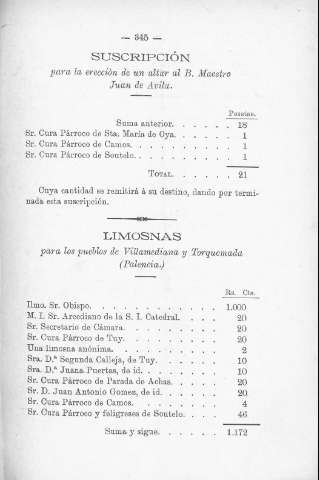 — 345 —
SUSCRIPCIÓN
para la erección de un altar al B. Maestro
Juan de Avila.
Pesetas.
Suma anterior. . . . . . 18
Sr. Cura Párroco de Sta. María de Oya. . . . . . 1
Sr. Cura Párroco de Camos. . . . . . . . . 1
Sr. Cura Párroco de Soutelo. . . . . . . . . 1
TOTAL. . . . . . 21
Cuya cantidad se remitirá á su destino, dando por termi-
nada esta suscripción.
LIMOSNAS
para los pueblos de Villamediana y Torquemada
(Palencia.)
Rs. Cts.
Ilmo. Sr. Obispo. . . . . . . . . . . . 1.000
M. I. Sr. Arcediano de la S. I. Catedral. . . . 20
Sr. Secretario de Cámara. . . . . . . . . 20
Sr. Cura Párroco de Tuy. . . . . . . . . 20
Una limosna anónima. . . . . . . . . . 2
Sra. D.ª Segunda Calleja, de Tuy. . . . . . . 10
Sra. D.ª Juana Puertas, de id. . . . . . . . 10
Sr. Cura Párroco de Parada de Achas. . . . . . 20
Sr. D. Juan Antonio Gomez, de id. . . . . . 20
Sr. Cura Párroco de Camos. . . . . . . . 4
Sr. Cura Párroco y feligreses de Soutelo. . . . 46
Suma y sigue. . . . . . 1.172